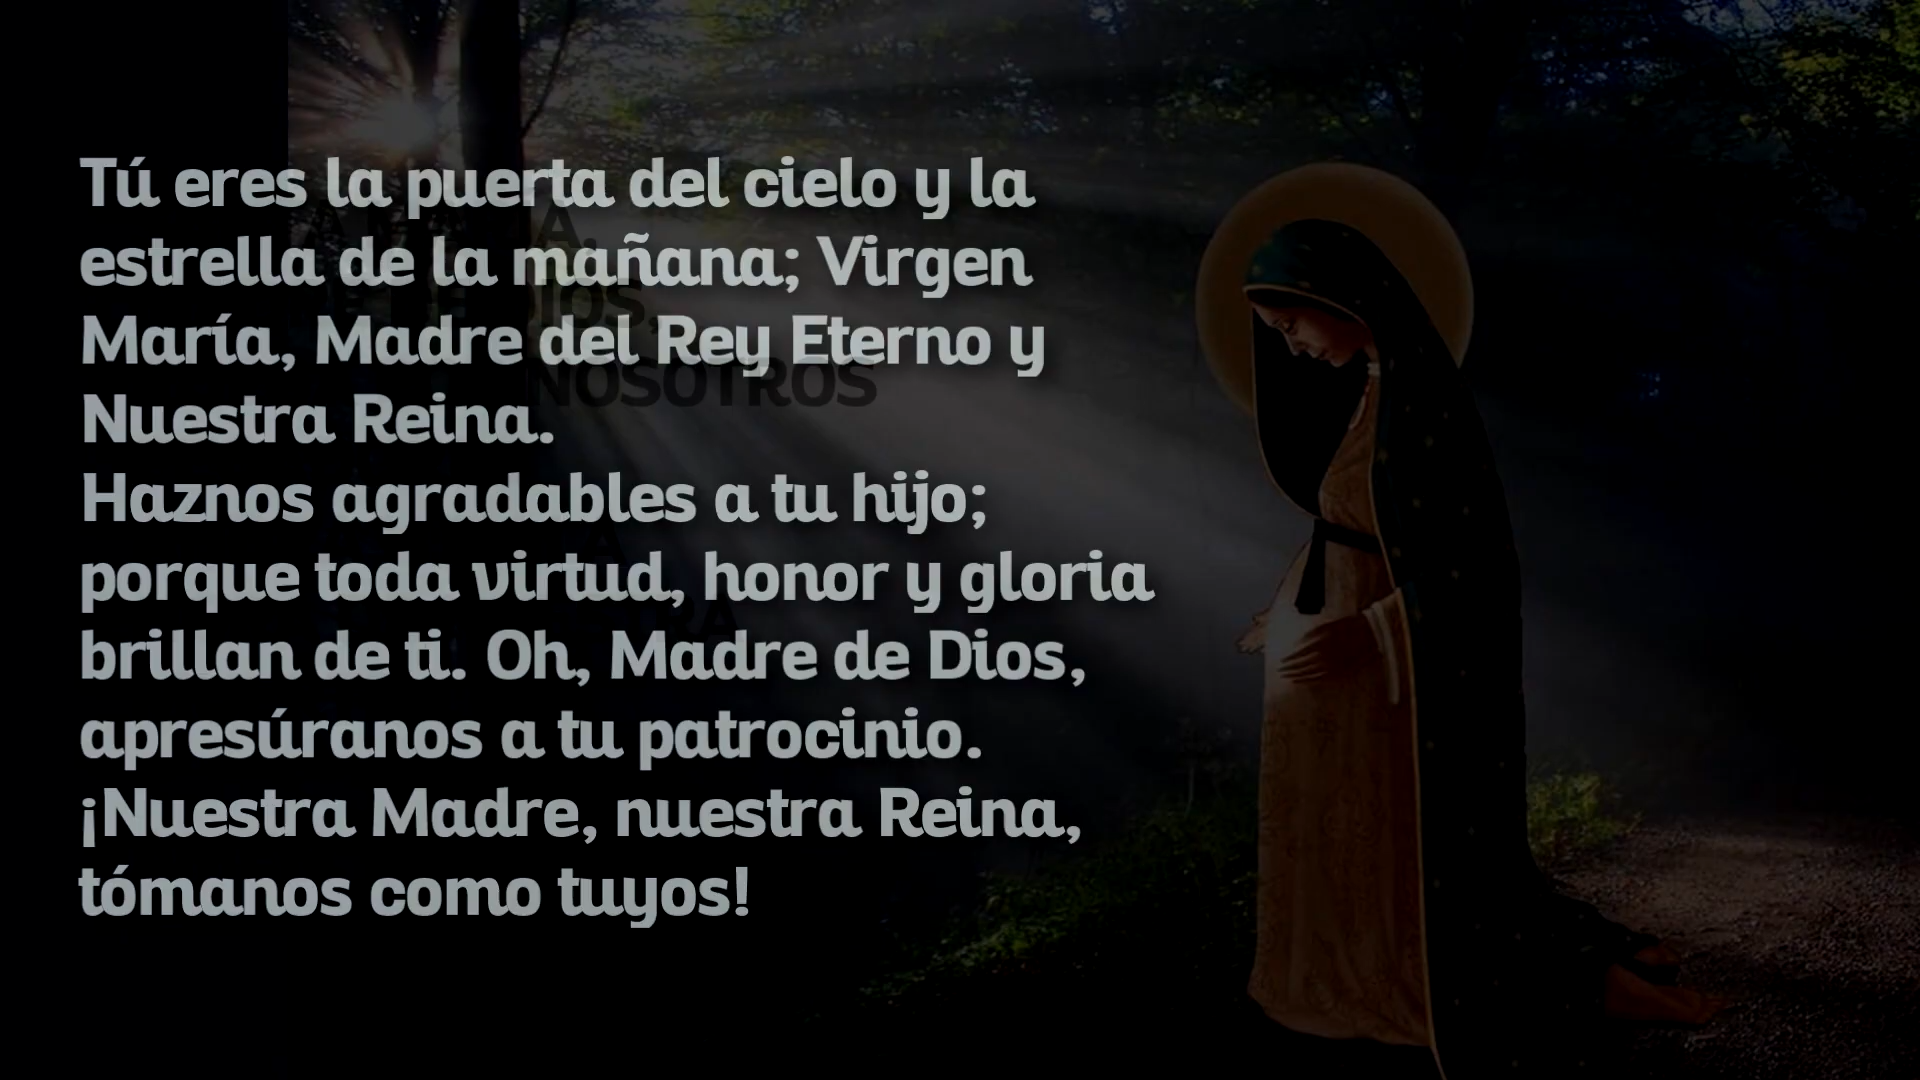 Tú eres la puerta del cielo y la
estrella de la mañana; Virgen
María, Madre del Rey Eterno y
Nuestra Reina.
Haznos agradables a tu hijo;
porque toda virtud, honor y gloria
brillan de ti. Oh, Madre de Dios,
apresúranos a tu patrocinio.
¡Nuestra Madre, nuestra Reina,
tómanos como tuyos!
DIOS,
NOSOTROS